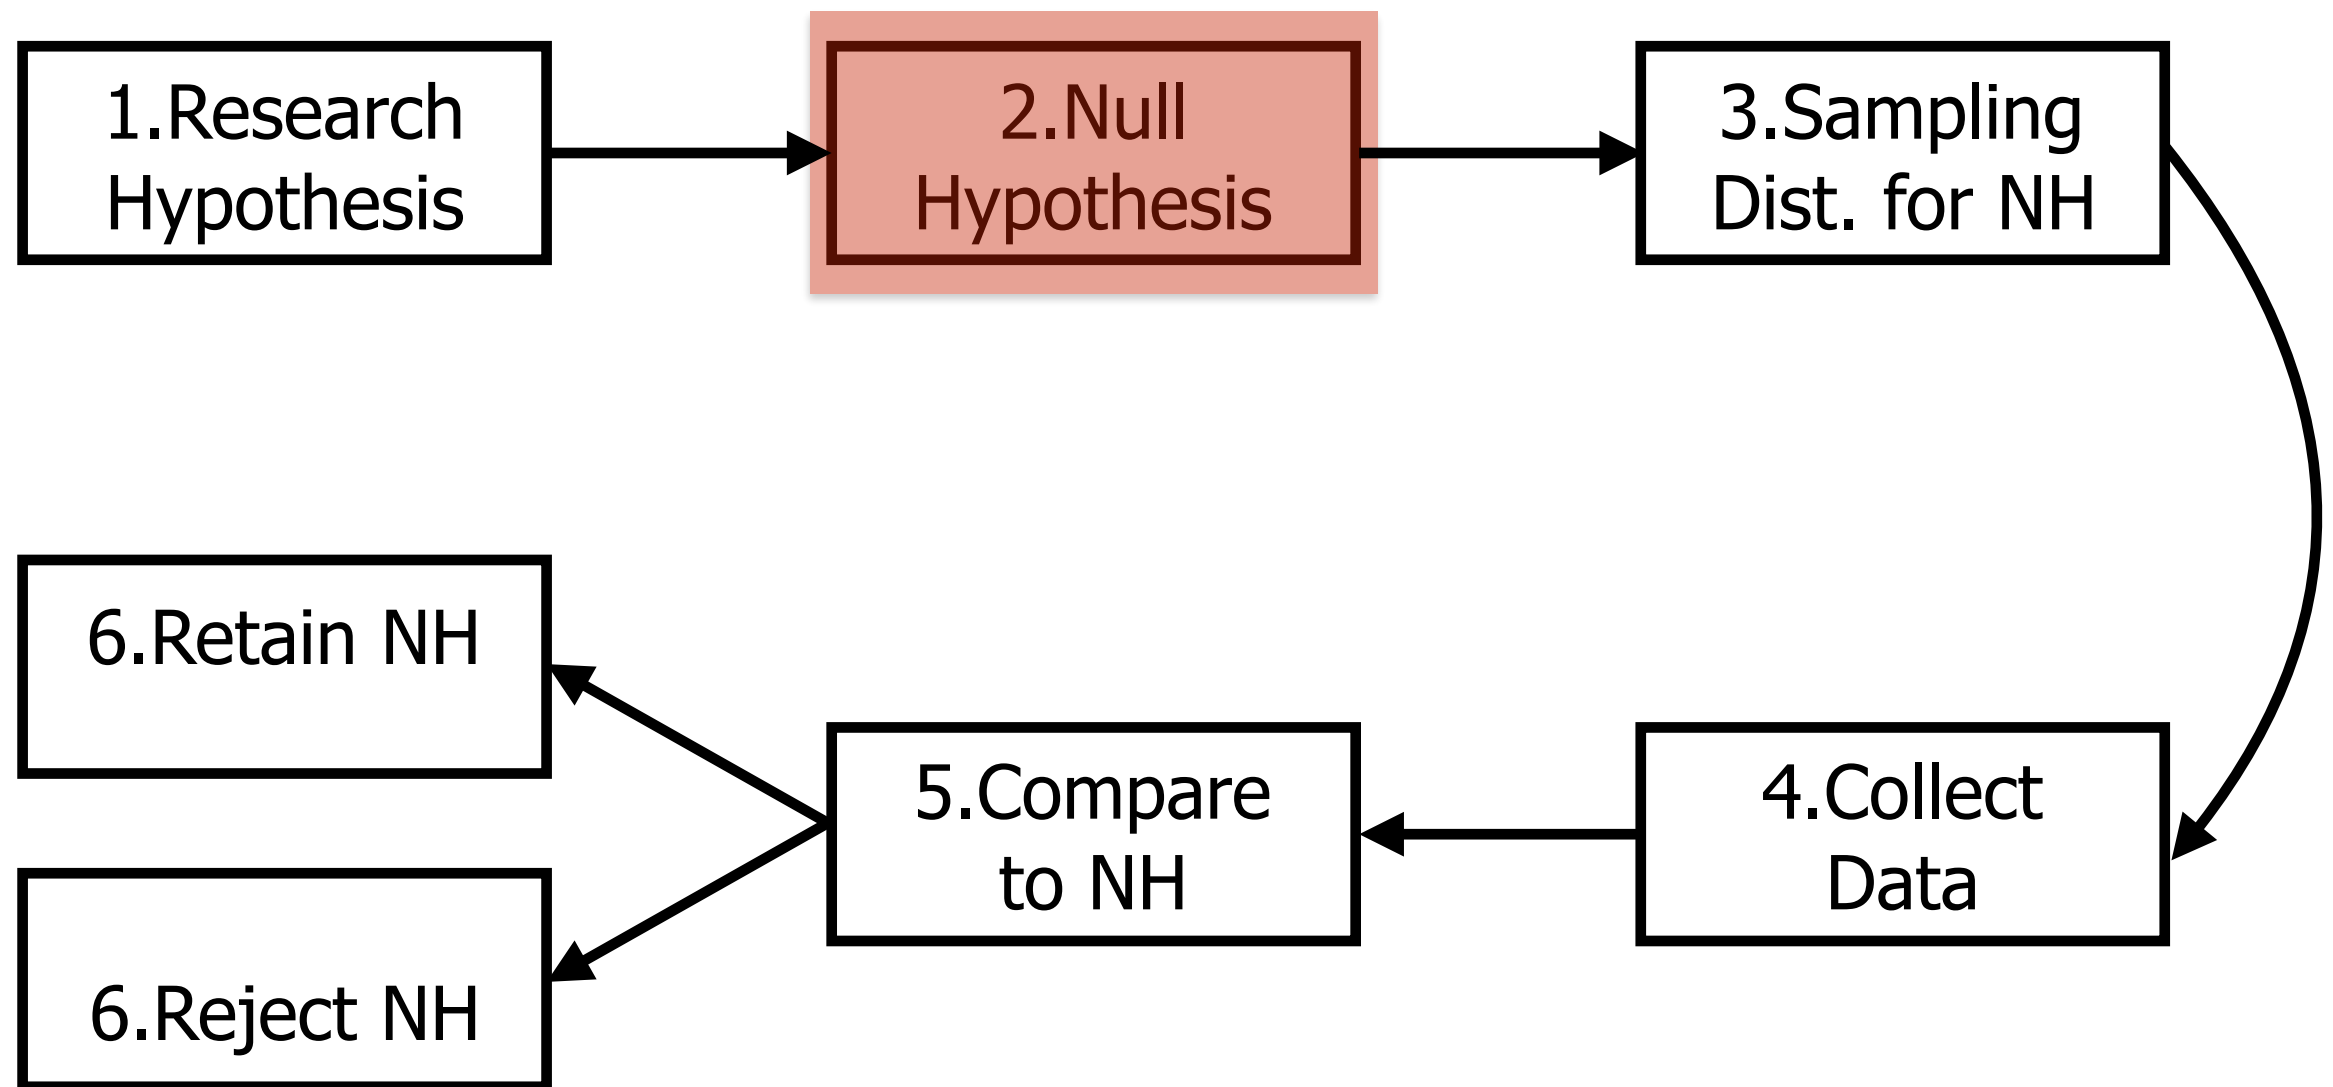 1.Research
Hypothesis
2.Null
Hypothesis
3.Sampling
Dist. for NH
4.Collect
Data
5.Compare
to NH
6.Retain NH
6.Reject NH